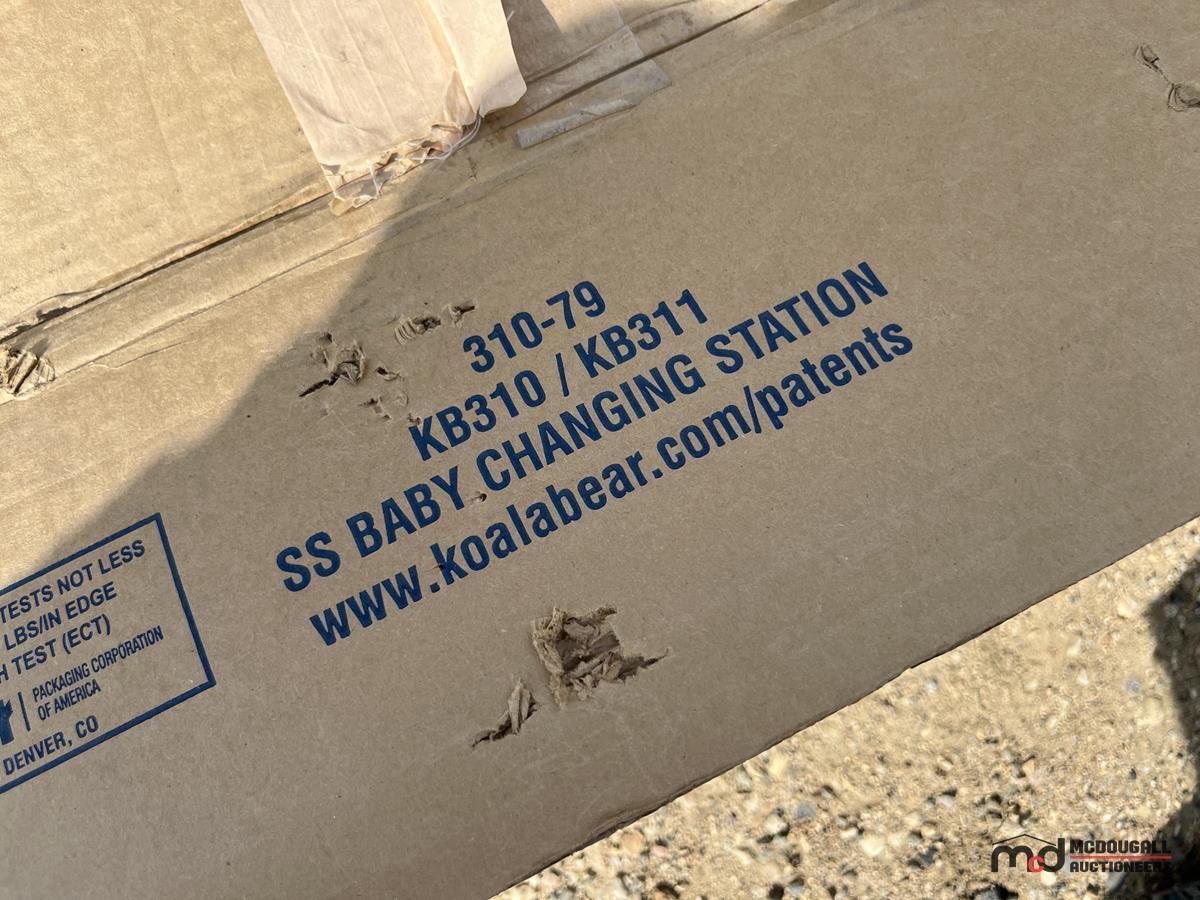 310-79
KB310 / KB311
SS BABY CHANGING STATION
www.koalabear.com/patents
TESTS NOT LESS
LBS/IN EDGE
TEST (ECT)
PACKAGING CORPORATION
OF AMERICA
DENVER, CO
mcd MCDOUGALL
AUCTIONEERS